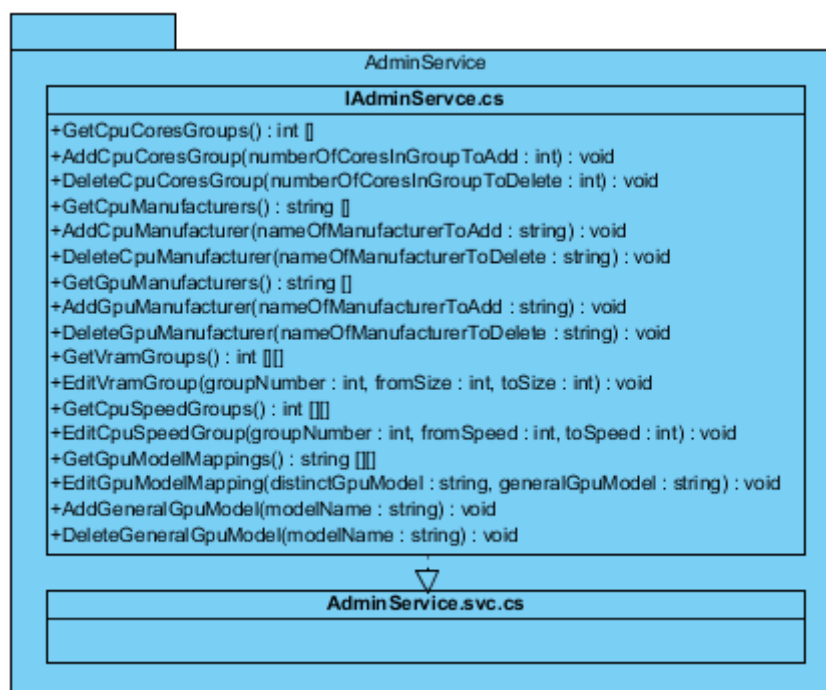 AdminService
IAdminServce.cs
+GetCpuCoresGroups() : int []
+AddCpuCoresGroup(numberOfCoresInGroupToAdd : int) : void
+DeleteCpuCoresGroup(numberOfCoresInGroupToDelete : int) : void
+GetCpuManufacturers() : string []
+AddCpuManufacturer(nameOfManufacturerToAdd : string) : void
+DeleteCpuManufacturer(nameOfManufacturerToDelete : string) : void
+GetGpuManufacturers() : string []
+AddGpuManufacturer(nameOfManufacturerToAdd : string) : void
+DeleteGpuManufacturer(nameOfManufacturerToDelete : string) : void
+GetVramGroups() : int [][]
+EditVramGroup(groupNumber : int, fromSize : int, toSize : int) : void
+GetCpuSpeedGroups() : int [][]
+EditCpuSpeedGroup(groupNumber : int, fromSpeed : int, toSpeed : int) : void
+GetGpuModelMappings() : string [][]
+EditGpuModelMapping(distinctGpuModel : string, generalGpuModel : string) : void
+AddGeneralGpuModel(modelName : string) : void
+DeleteGeneralGpuModel(modelName : string) : void
AdminService.svc.cs